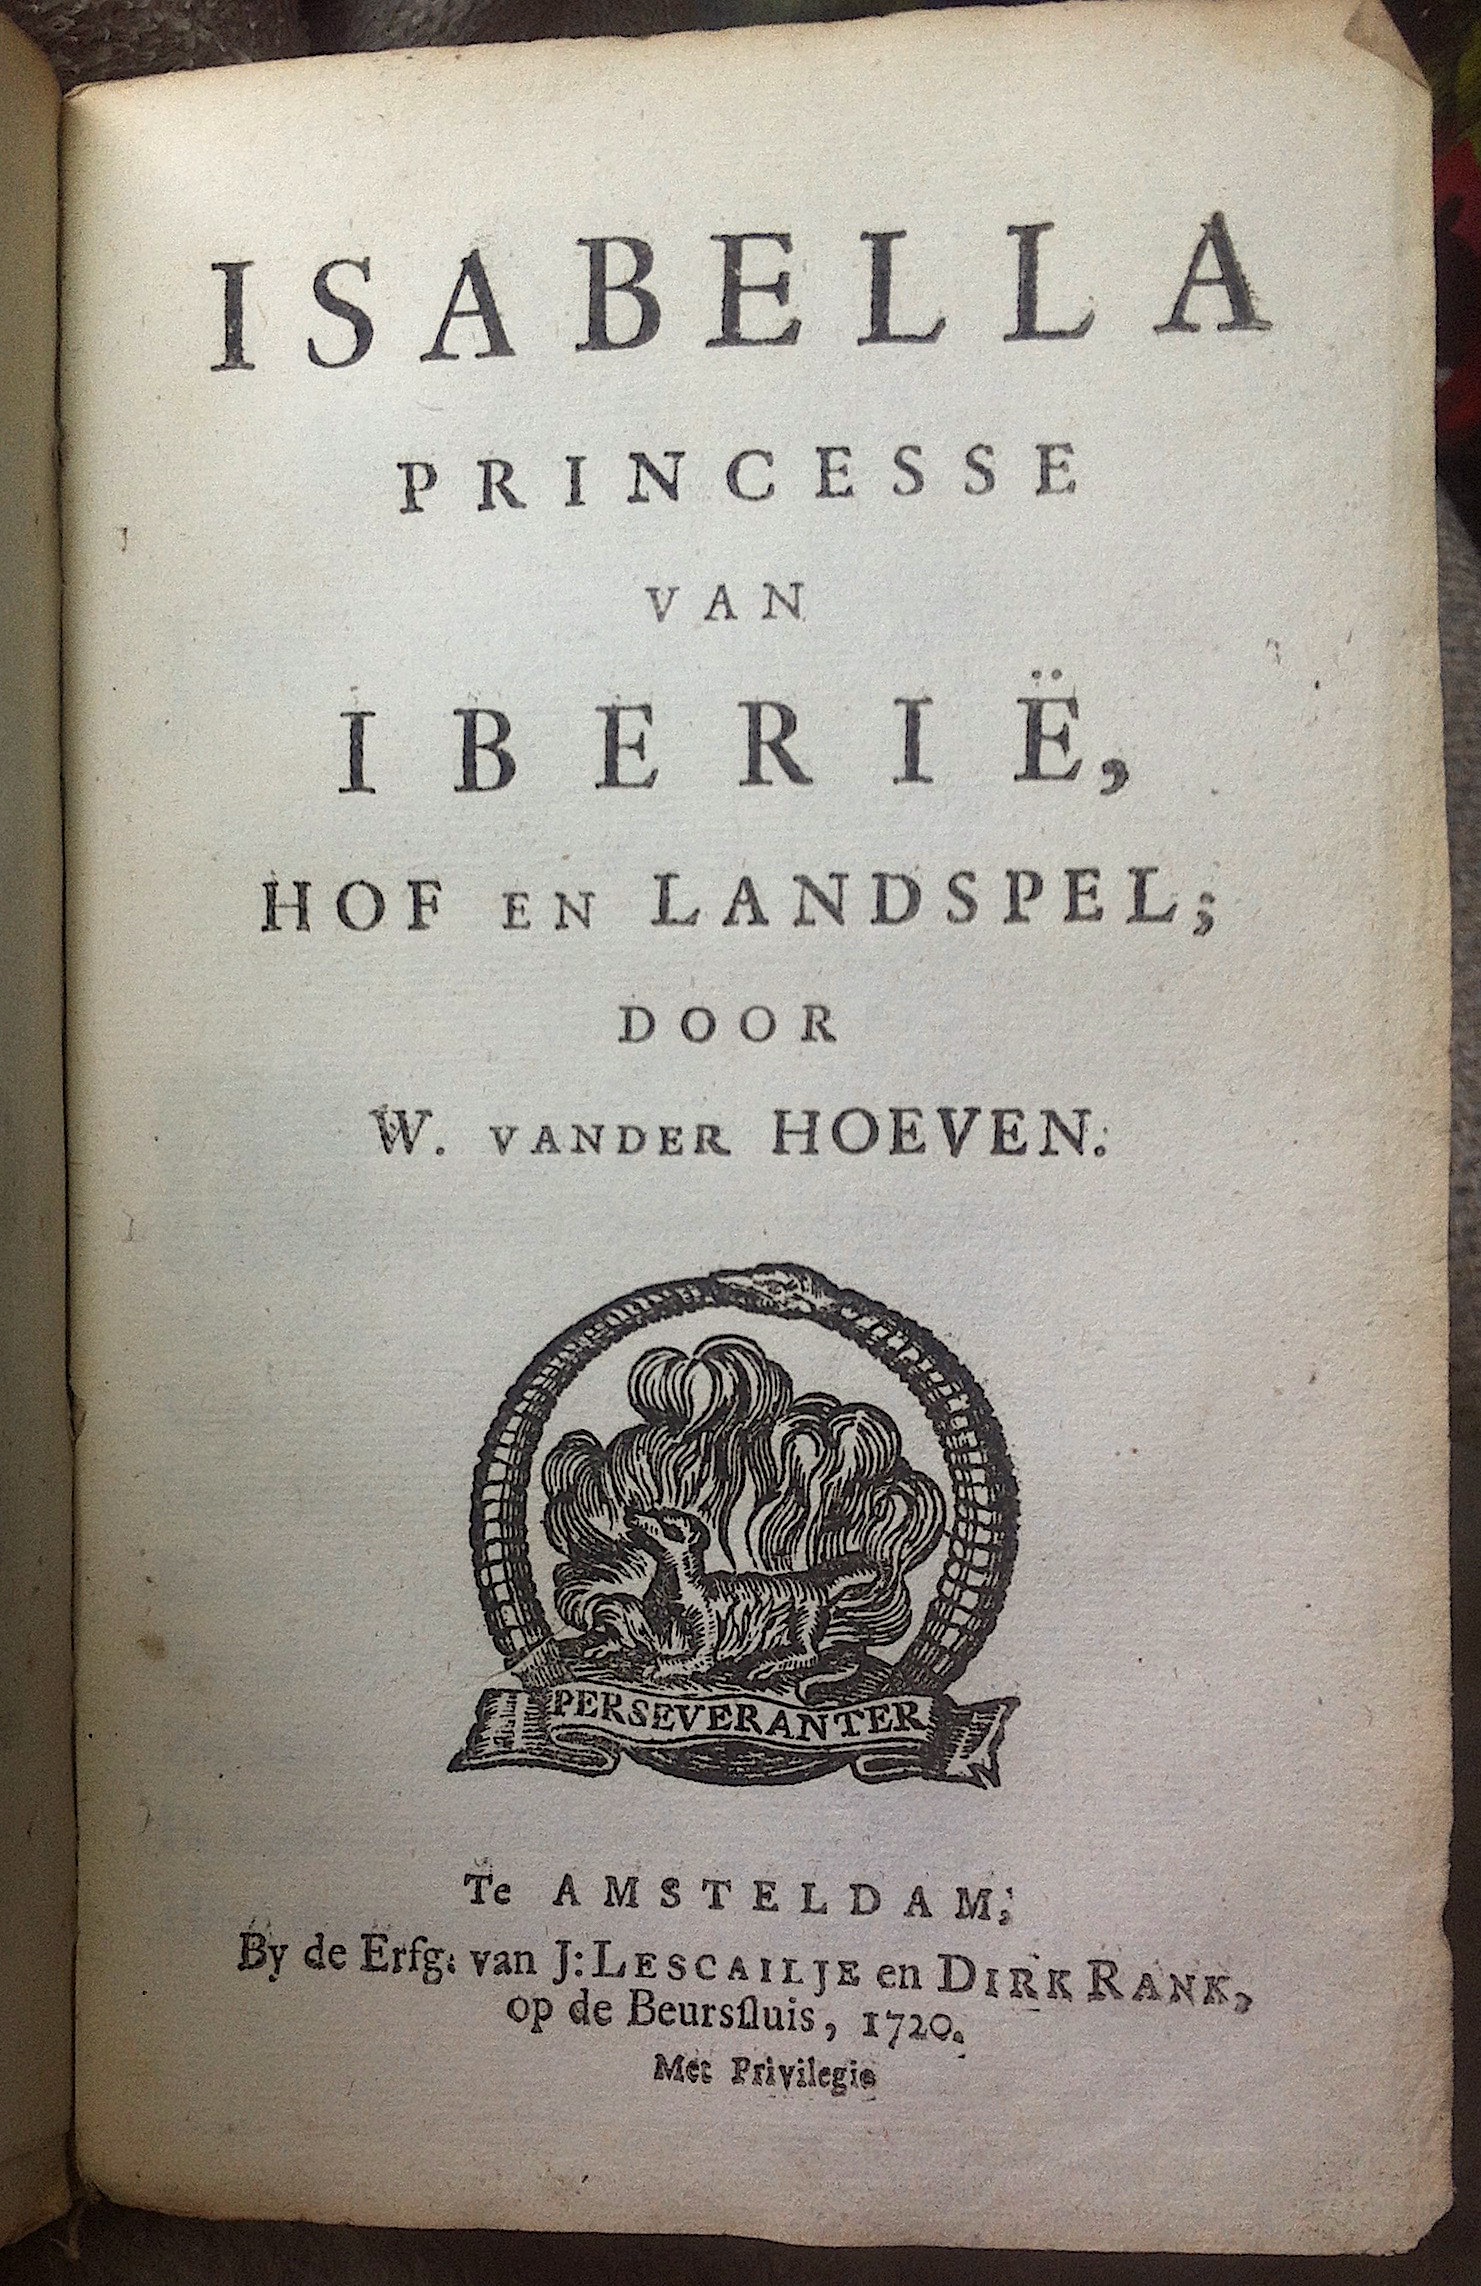 ISABELLA
PRINCESSE
VAN
IBERIË,
HOF EN LANDSPEL;
DOOR
W. VANDER HOEVEN.
PERSEVERANTER
Te AMSTELDAM,
By de Erfg: van J: LESCAILJE en DIRK RANK,
op de Beursſluis, 1720.
Met Privilegie